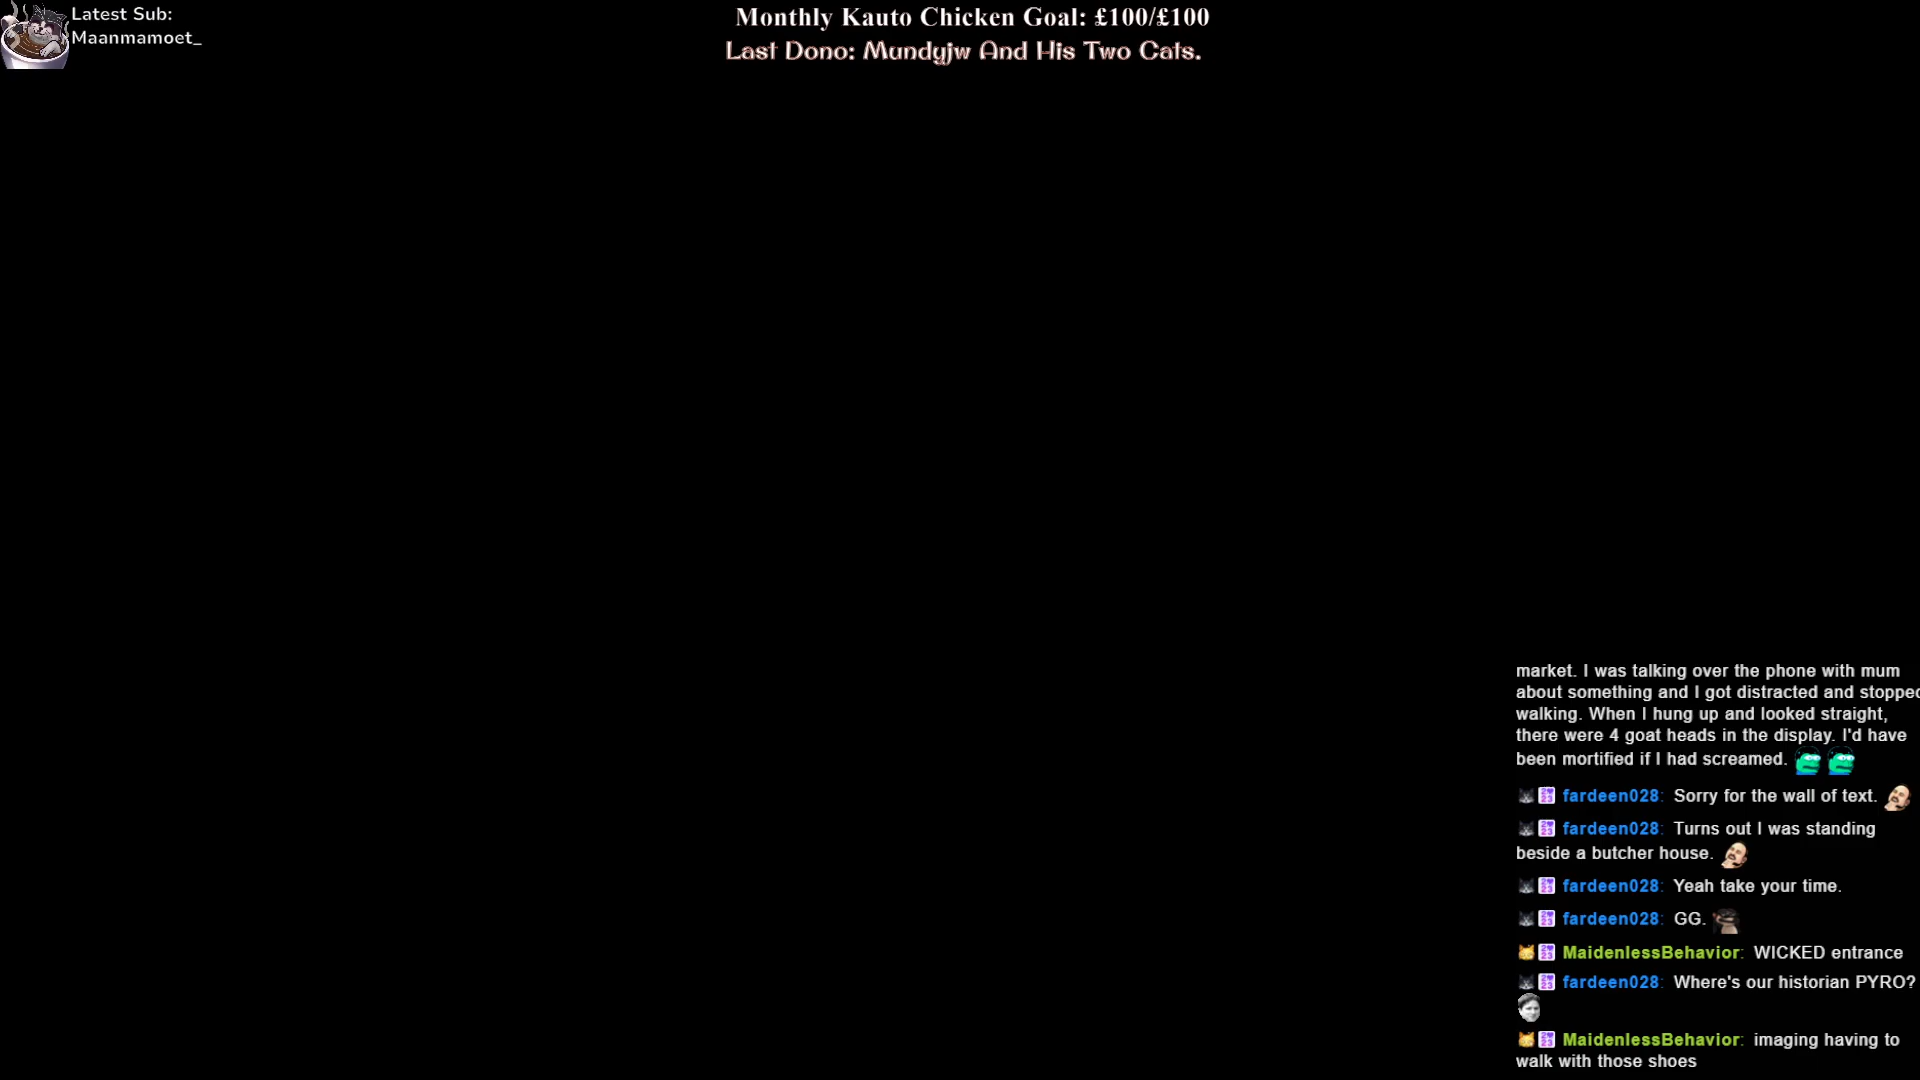 Latest Sub:
Maanmamoet_
Monthly Kauto Chicken Goal: £100/£100
Last Dono: Mundyjw And His Two Cats.
market. I was talking over the phone with mum
about something and I got distracted and stopped
walking. When I hung up and looked straight,
there were 4 goat heads in the display. I'd have
been mortified if I had screamed.
fardeen028: Sorry for the wall of text.
fardeen028: Turns out I was standing
beside a butcher house.
fardeen028: Yeah take your time.
fardeen028: GG.
MaidenlessBehavior: WICKED entrance
fardeen028: Where's our historian PYRO?
MaidenlessBehavior: imaging having to
walk with those shoes